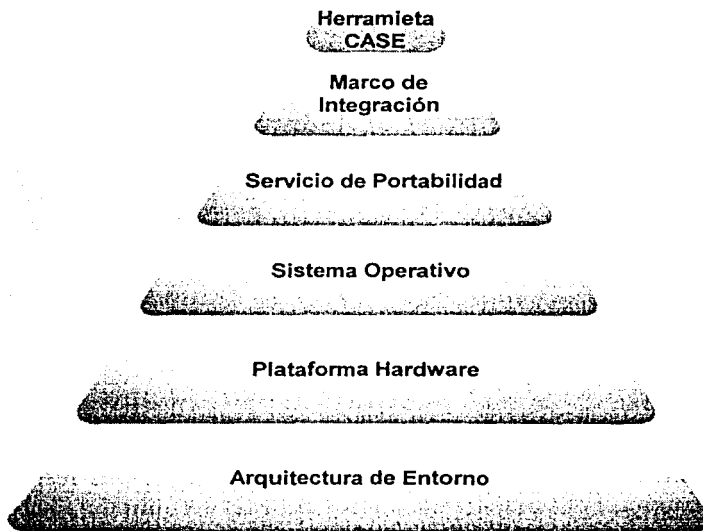 Herramieta
CASE
Marco de
Integración
Servicio de Portabilidad
Sistema Operativo
Plataforma Hardware
Arquitectura de Entorno